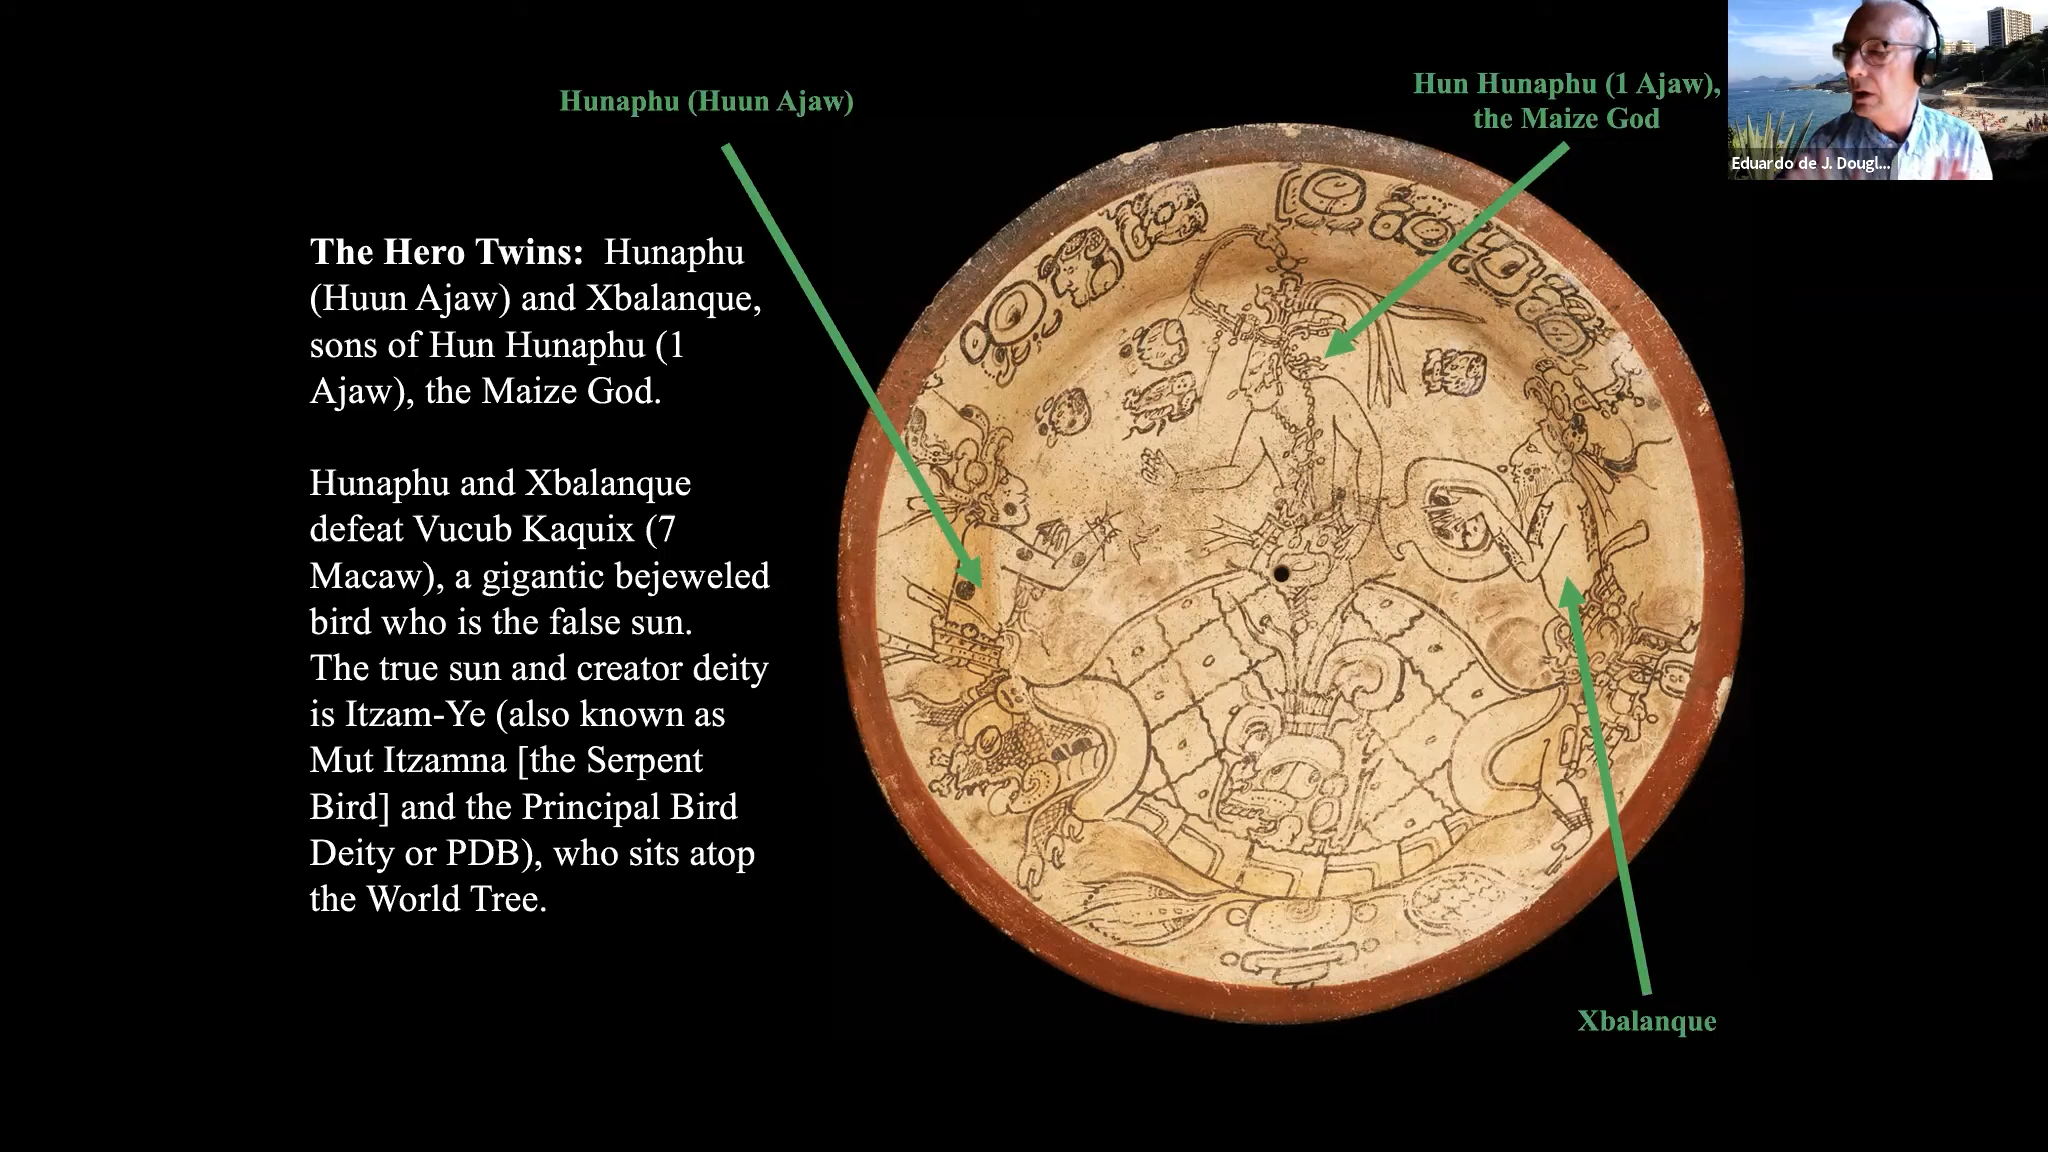 Hunaphu (Huun Ajaw)
Hun Hunaphu (1 Ajaw),
the Maize God
Eduardo de J. Dougl...
The Hero Twins: Hunaphu
(Huun Ajaw) and Xbalanque,
sons of Hun Hunaphu (1
Ajaw), the Maize God.
Hunaphu and Xbalanque
defeat Vucub Kaquix (7
Macaw), a gigantic bejeweled
bird who is the false sun.
The true sun and creator deity
is Itzam-Ye (also known as
Mut Itzamna [the Serpent
Bird] and the Principal Bird
Deity or PDB), who sits atop
the World Tree.
Xbalanque